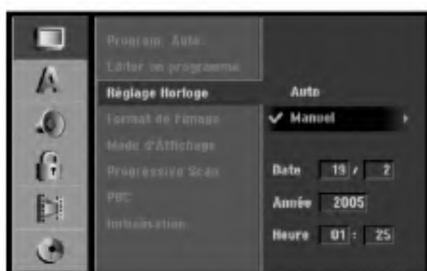 A
Program. Auto.
Editer un programme
Réglage Horloge
Format de l'image
Mode d'Affichage
Progressive Scan
PBC
Initialisation
Auto
✓ Manuel
Date 19 / 2
Année 2005
Heure 01 : 25